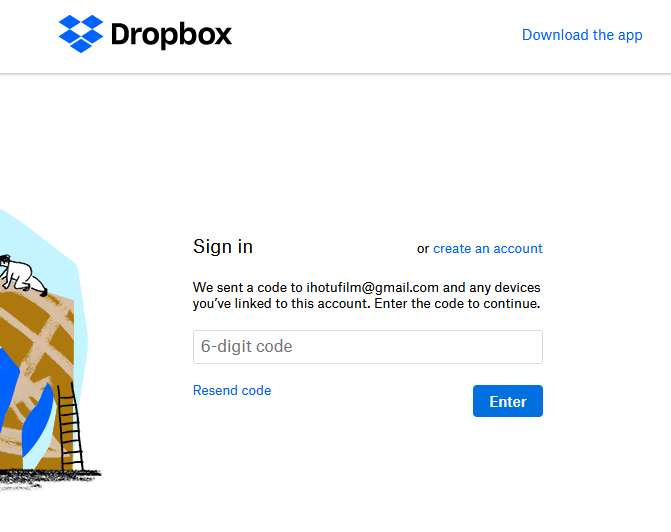 Dropbox
Download the app
Sign in
or create an account
We sent a code to ihotufilm@gmail.com and any devices
you've linked to this account. Enter the code to continue.
6-digit code
Resend code
Enter